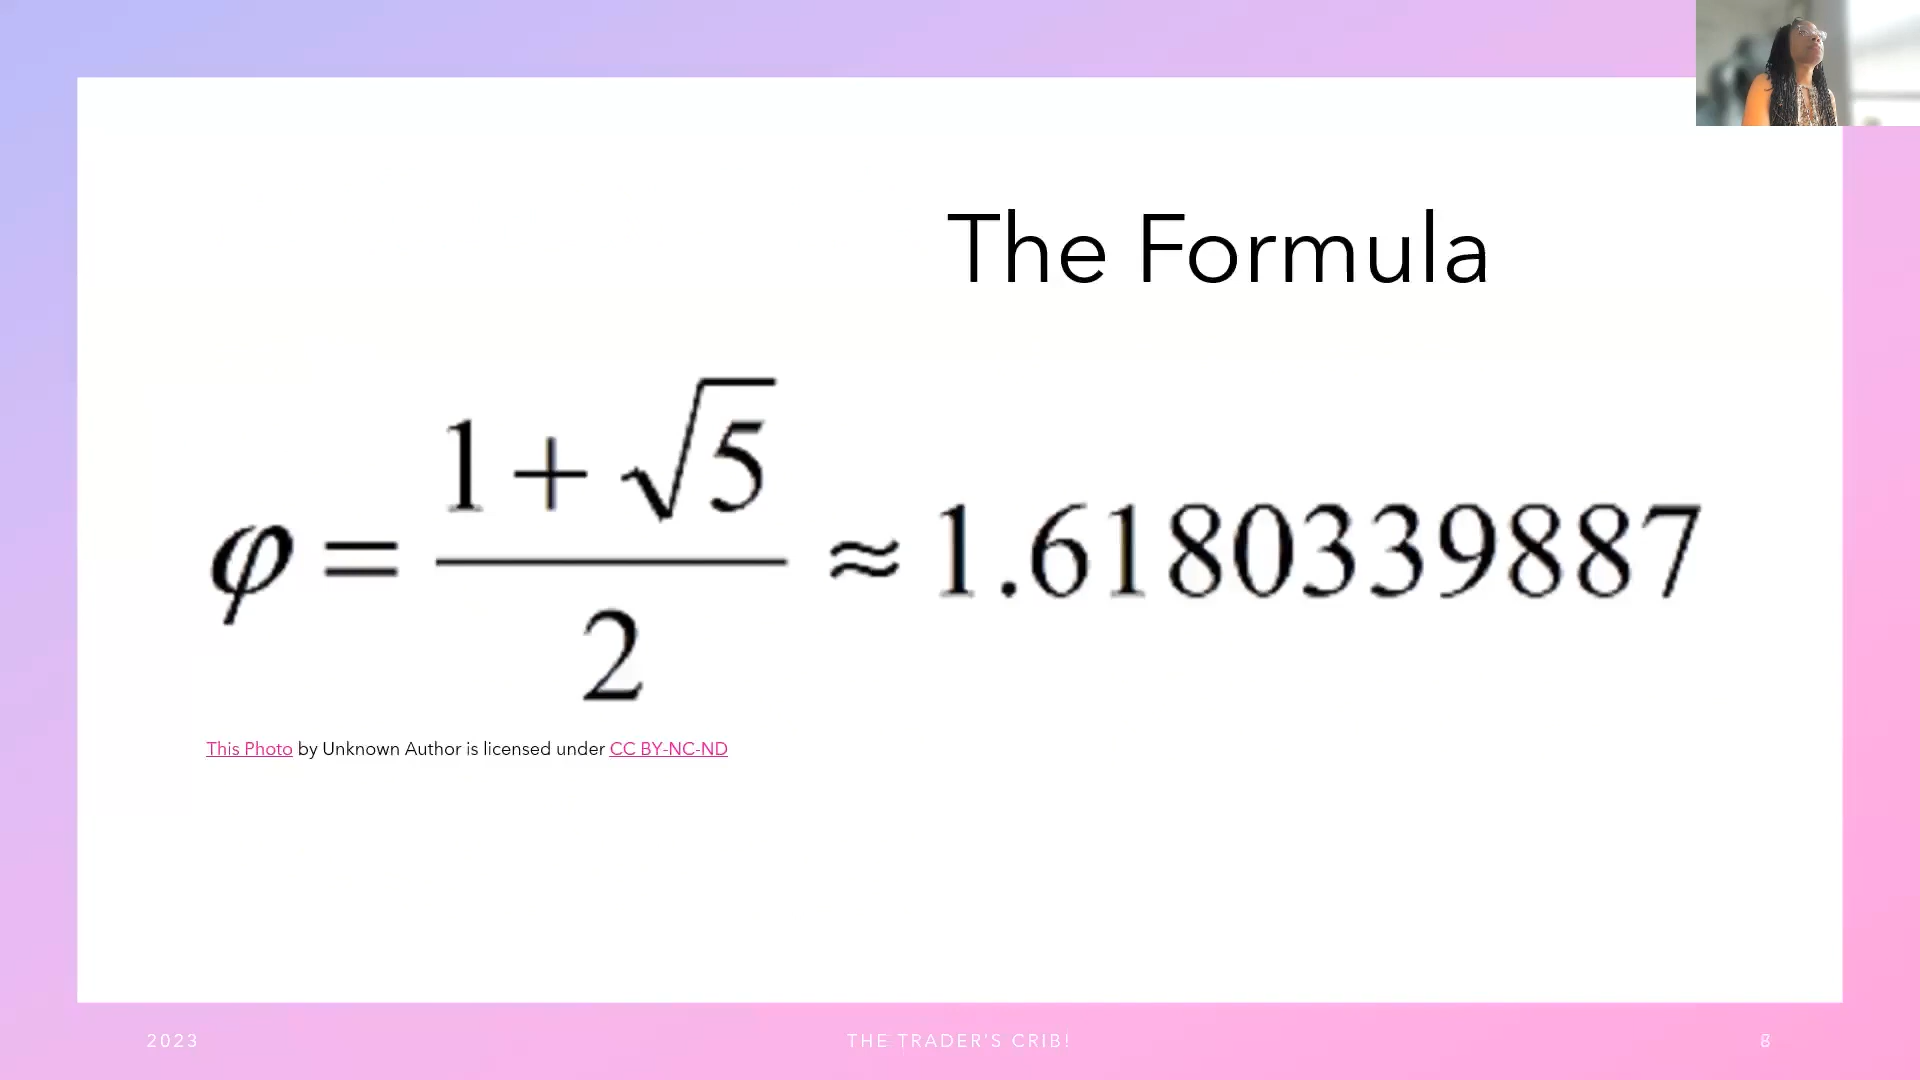 The Formula
φ = (1 + √5) / 2 ≈ 1.6180339887
This Photo by Unknown Author is licensed under CC BY-NC-ND
2023
THE TRADER'S CRIB!
8